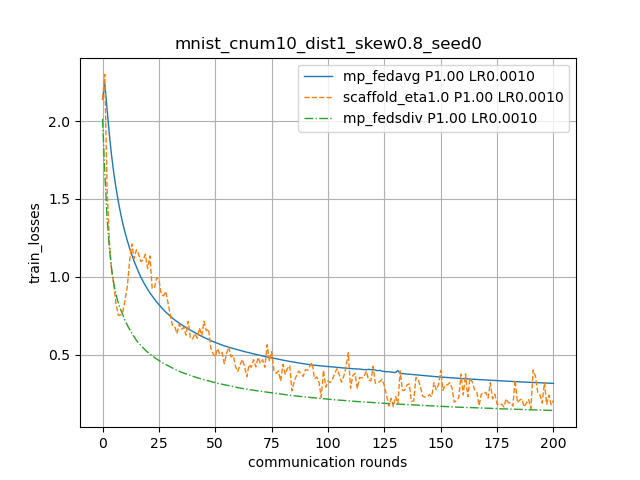 mnist_cnum10_dist1_skew0.8_seed0
mp_fedavg P1.00 LR0.0010
scaffold_eta1.0 P1.00 LR0.0010
mp_fedsdiv P1.00 LR0.0010
train_losses
2.0
1.5
1.0
0.5
0 25 50 75 100 125 150 175 200
communication rounds